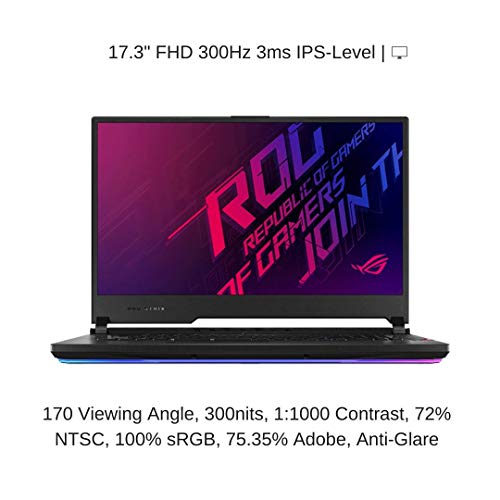 17.3" FHD 300Hz 3ms IPS-Level |
ROG
REPUBLIC OF GAMERS
OF GAMERS
JOIN TH
170 Viewing Angle, 300nits, 1:1000 Contrast, 72%
NTSC, 100% sRGB, 75.35% Adobe, Anti-Glare